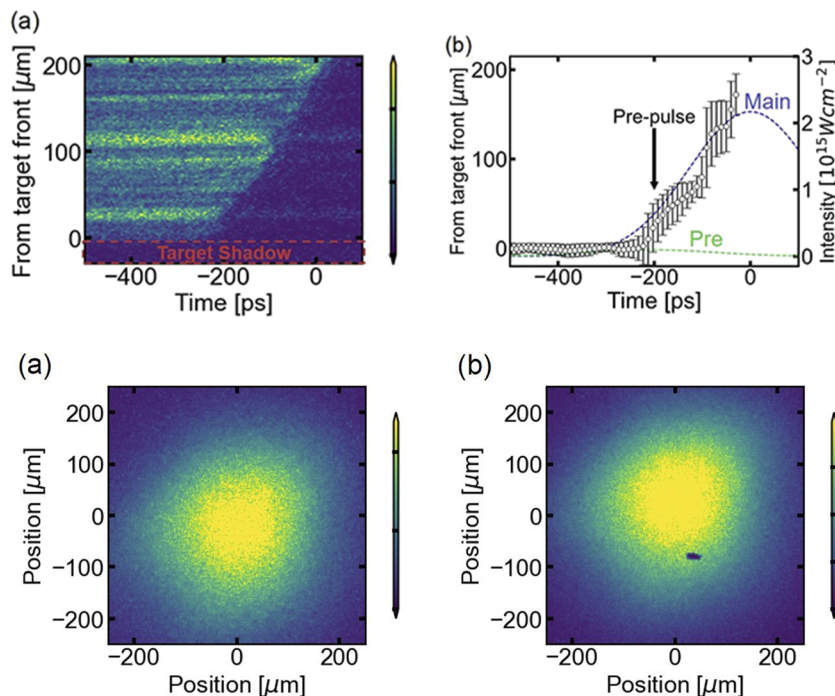 (a)
From target front [μm]
200
100
0
Target Shadow
−400
−200
0
Time [ps]
(b)
From target front [μm]
200
150
100
50
0
Pre-pulse
Main
Pre
3
2
1
0
Intensity [10¹⁵Wcm⁻²]
−400
−200
0
Time [ps]
(a)
Position [μm]
200
100
0
−100
−200
−200
0
200
Position [μm]
(b)
Position [μm]
200
100
0
−100
−200
−200
0
200
Position [μm]